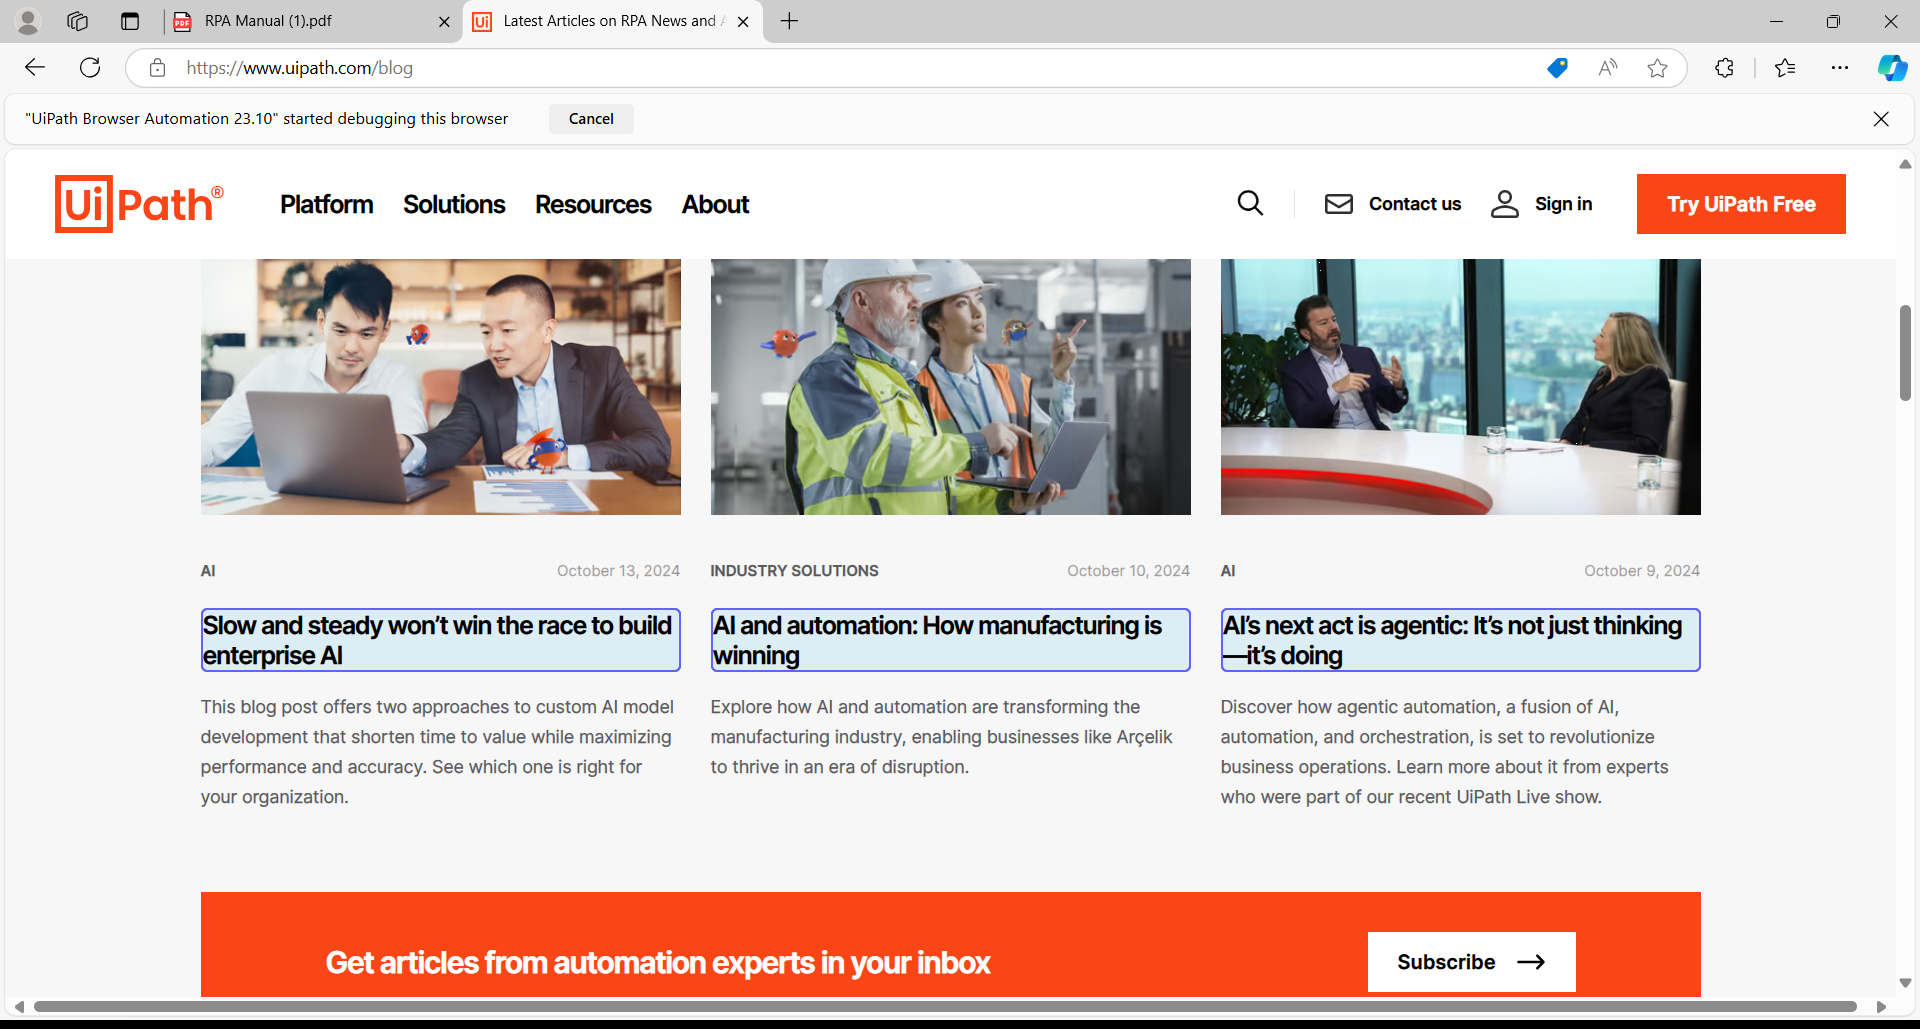 RPA Manual (1).pdf
Latest Articles on RPA News and
https://www.uipath.com/blog
"UiPath Browser Automation 23.10" started debugging this browser
Cancel
UiPath®
Platform
Solutions
Resources
About
Contact us
Sign in
Try UiPath Free
AI
October 13, 2024
Slow and steady won’t win the race to build
enterprise AI
This blog post offers two approaches to custom AI model
development that shorten time to value while maximizing
performance and accuracy. See which one is right for
your organization.
INDUSTRY SOLUTIONS
October 10, 2024
AI and automation: How manufacturing is
winning
Explore how AI and automation are transforming the
manufacturing industry, enabling businesses like Arçelik
to thrive in an era of disruption.
AI
October 9, 2024
AI’s next act is agentic: It’s not just thinking
—it’s doing
Discover how agentic automation, a fusion of AI,
automation, and orchestration, is set to revolutionize
business operations. Learn more about it from experts
who were part of our recent UiPath Live show.
Get articles from automation experts in your inbox
Subscribe